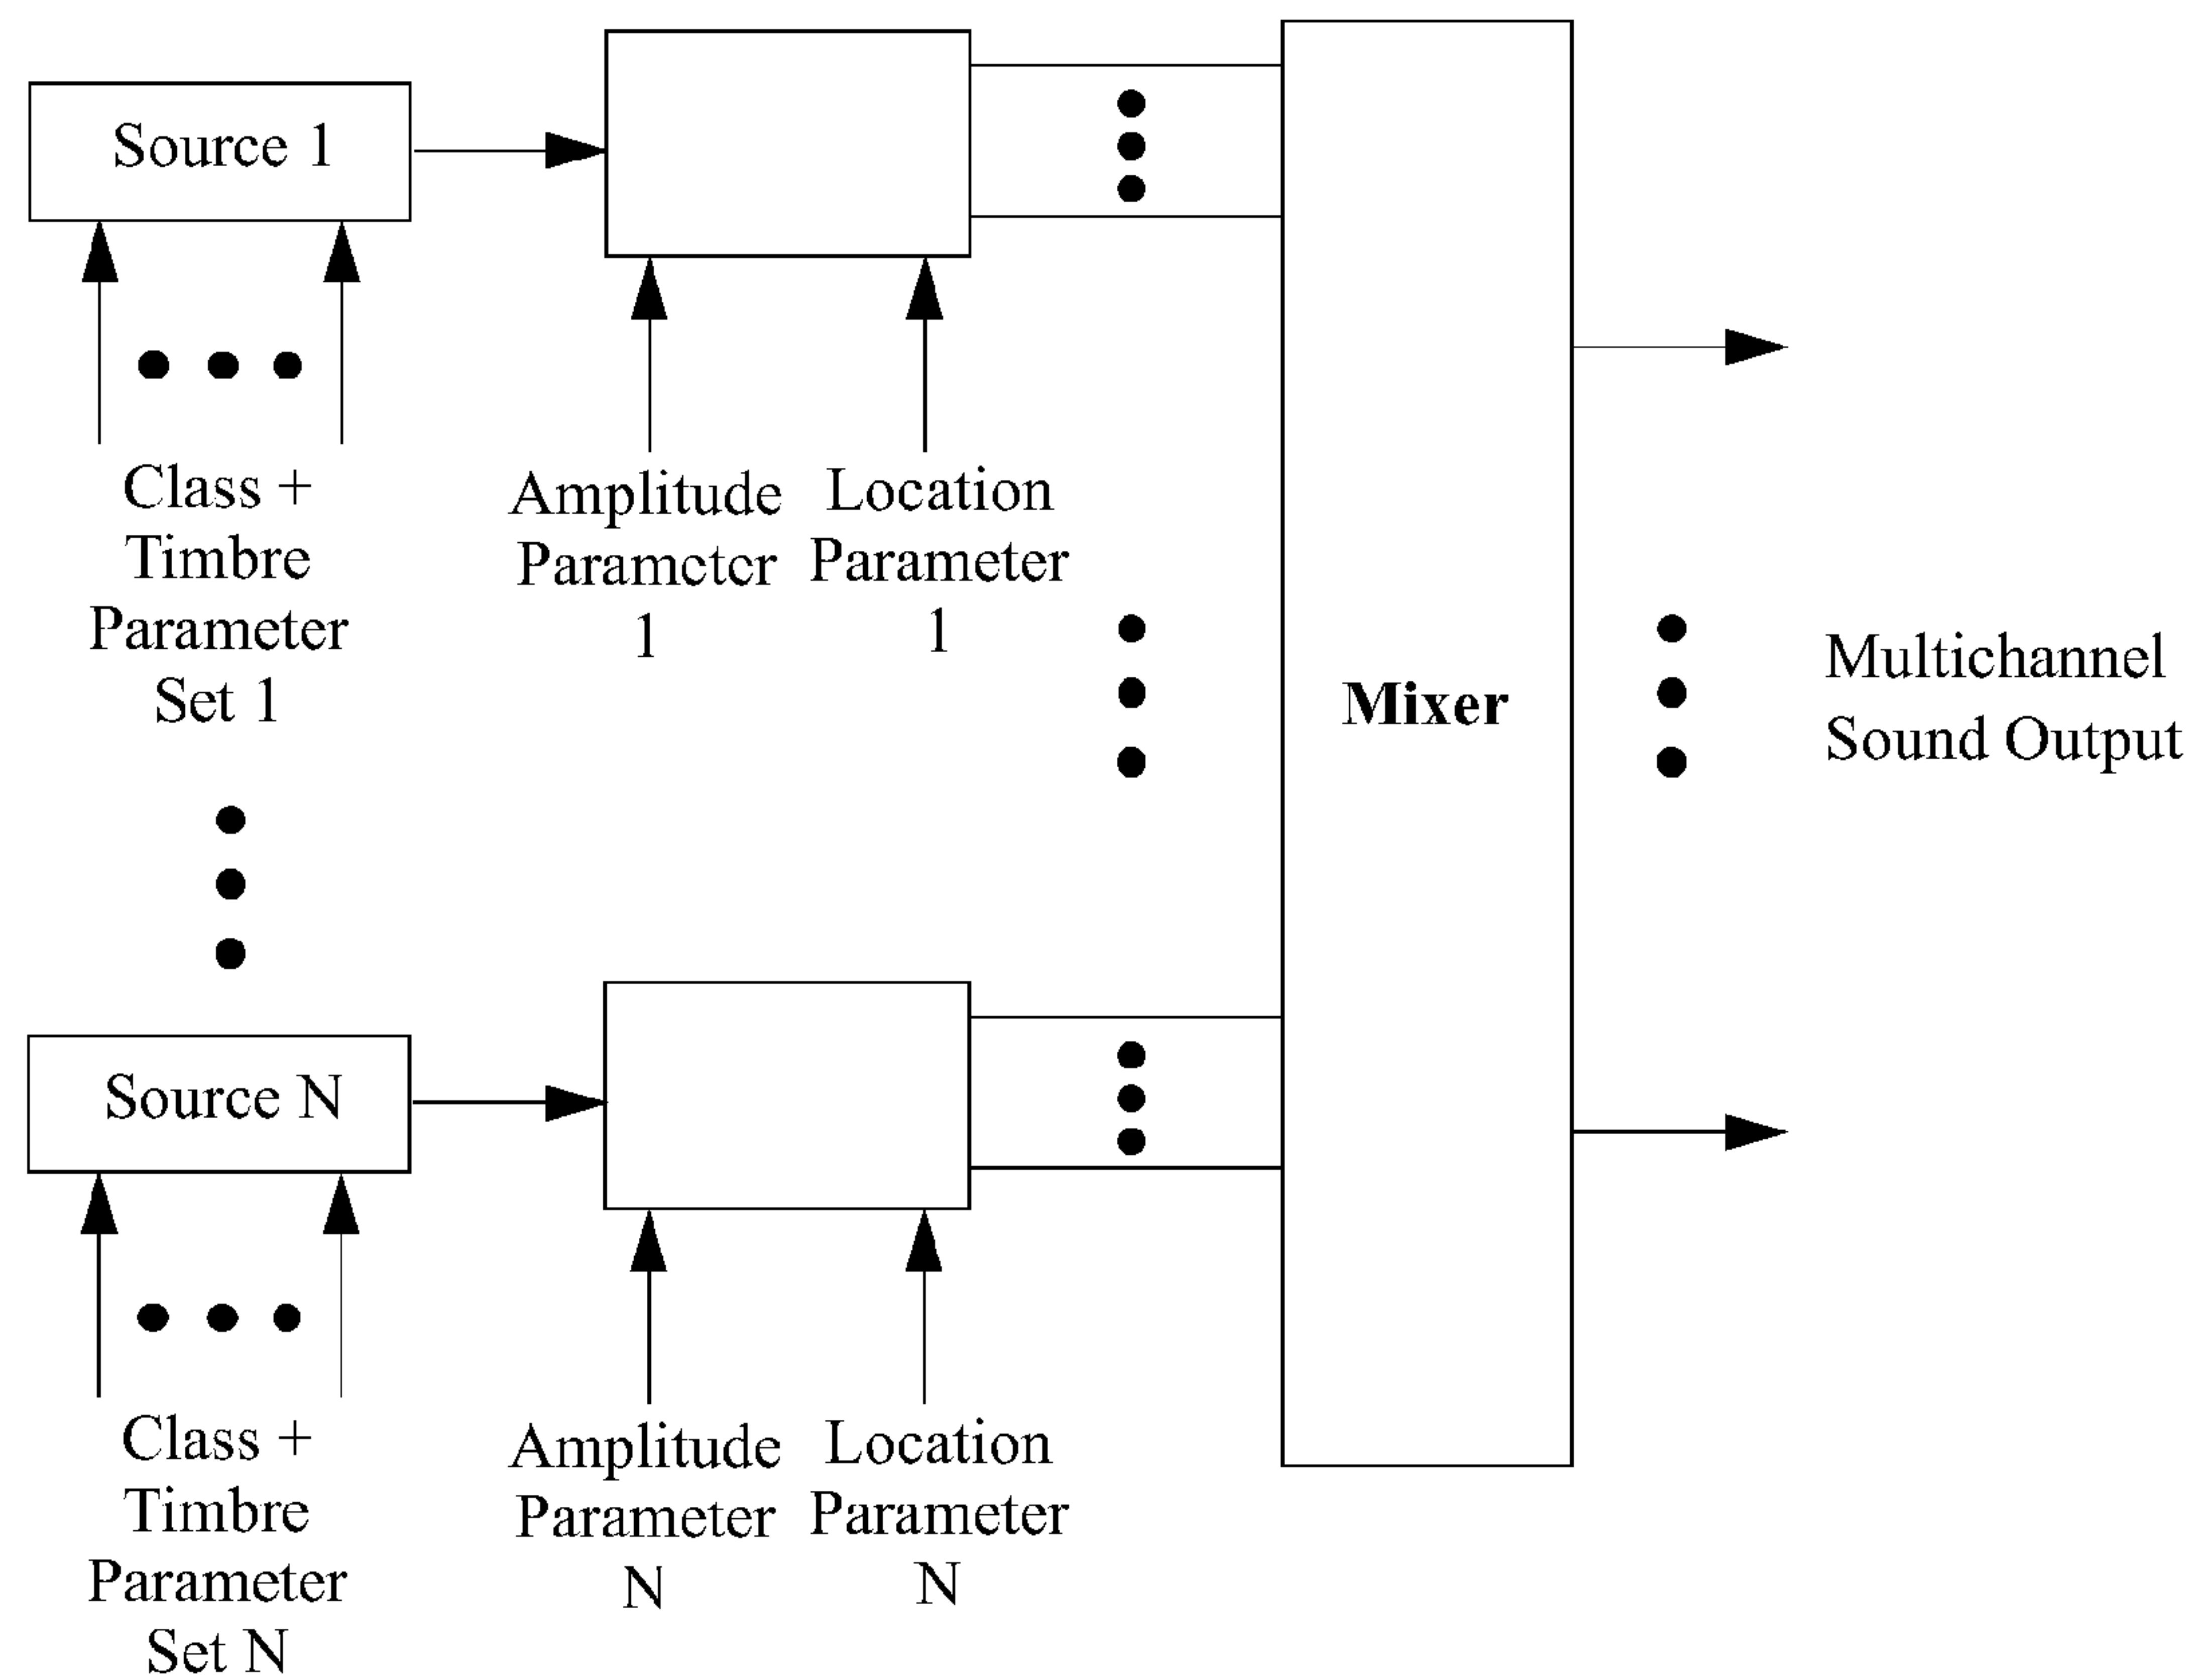 Source 1
Class +
Timbre
Parameter
Set 1
Amplitude
Paramctcr
1
Location
Parameter
1
Mixer
Multichannel
Sound Output
Source N
Class +
Timbre
Parameter
Set N
Amplitude
Parameter
N
Location
Parameter
N